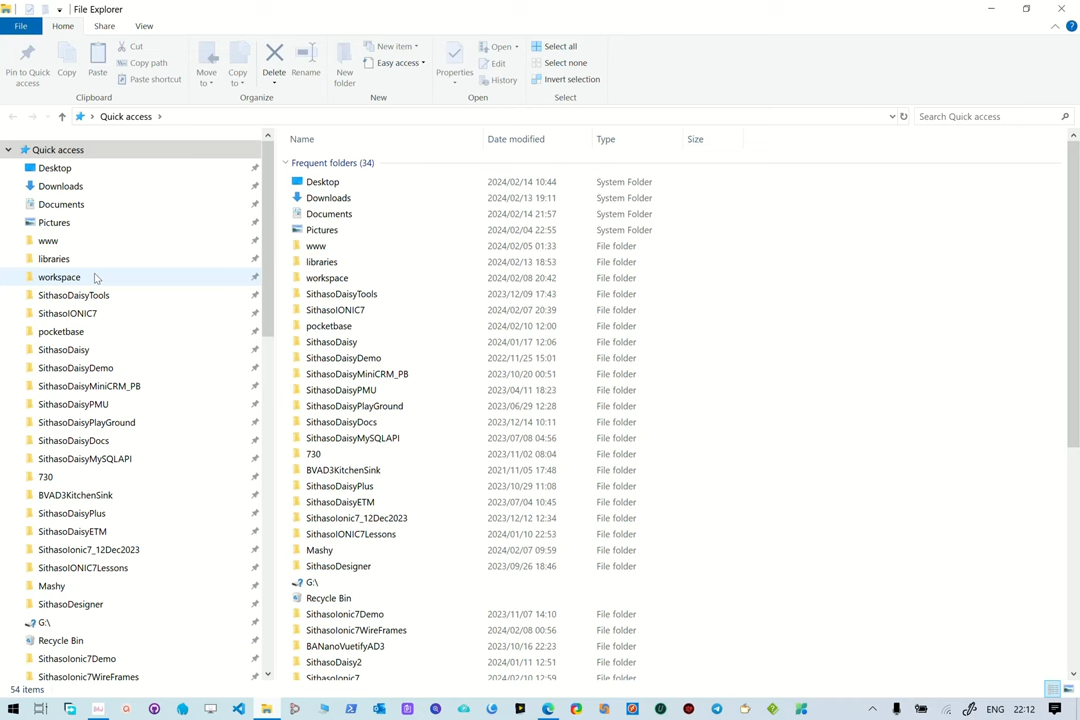 File Explorer
File Home Share View
Pin to Quick access
Copy
Paste
Cut
Copy path
Paste shortcut
Clipboard
Move to
Copy to
Delete
Rename
Organize
New folder
New item
Easy access
New
Properties
Open
Edit
History
Open
Select all
Select none
Invert selection
Select
Quick access
Search Quick access
Quick access
Desktop
Downloads
Documents
Pictures
www
libraries
workspace
SithasoDaisyTools
SithasoIONIC7
pocketbase
SithasoDaisy
SithasoDaisyDemo
SithasoDaisyMiniCRM_PB
SithasoDaisyPMU
SithasoDaisyPlayGround
SithasoDaisyDocs
SithasoDaisyMySQLAPI
730
BVAD3KitchenSink
SithasoDaisyPlus
SithasoDaisyETM
SithasoIonic7_12Dec2023
SithasoIONIC7Lessons
Mashy
SithasoDesigner
G:\
Recycle Bin
SithasoIonic7Demo
SithasoIonic7WireFrames
Name Date modified Type Size
Frequent folders (34)
Desktop 2024/02/14 10:44 System Folder
Downloads 2024/02/13 19:11 System Folder
Documents 2024/02/14 21:57 System Folder
Pictures 2024/02/04 22:55 System Folder
www 2024/02/05 01:33 File folder
libraries 2024/02/13 18:53 File folder
workspace 2024/02/08 20:42 File folder
SithasoDaisyTools 2023/12/09 17:43 File folder
SithasoIONIC7 2024/02/07 20:39 File folder
pocketbase 2024/02/10 12:00 File folder
SithasoDaisy 2024/01/17 12:06 File folder
SithasoDaisyDemo 2022/11/25 15:01 File folder
SithasoDaisyMiniCRM_PB 2023/10/20 00:51 File folder
SithasoDaisyPMU 2023/04/11 18:23 File folder
SithasoDaisyPlayGround 2023/06/29 12:28 File folder
SithasoDaisyDocs 2023/12/14 10:11 File folder
SithasoDaisyMySQLAPI 2023/07/08 04:56 File folder
730 2023/11/02 08:04 File folder
BVAD3KitchenSink 2021/11/05 17:48 File folder
SithasoDaisyPlus 2023/10/29 11:08 File folder
SithasoDaisyETM 2023/07/04 10:45 File folder
SithasoIonic7_12Dec2023 2023/12/12 12:34 File folder
SithasoIONIC7Lessons 2024/01/10 22:53 File folder
Mashy 2024/02/07 09:59 File folder
SithasoDesigner 2023/09/26 18:46 File folder
G:\
Recycle Bin
SithasoIonic7Demo 2023/11/07 14:10 File folder
SithasoIonic7WireFrames 2024/02/08 00:56 File folder
BANanoVuetifyAD3 2023/10/16 22:23 File folder
SithasoDaisy2 2024/01/11 12:51 File folder
SithasoIonic7 2024/02/10 12:59 File folder
54 items
ENG 22:12